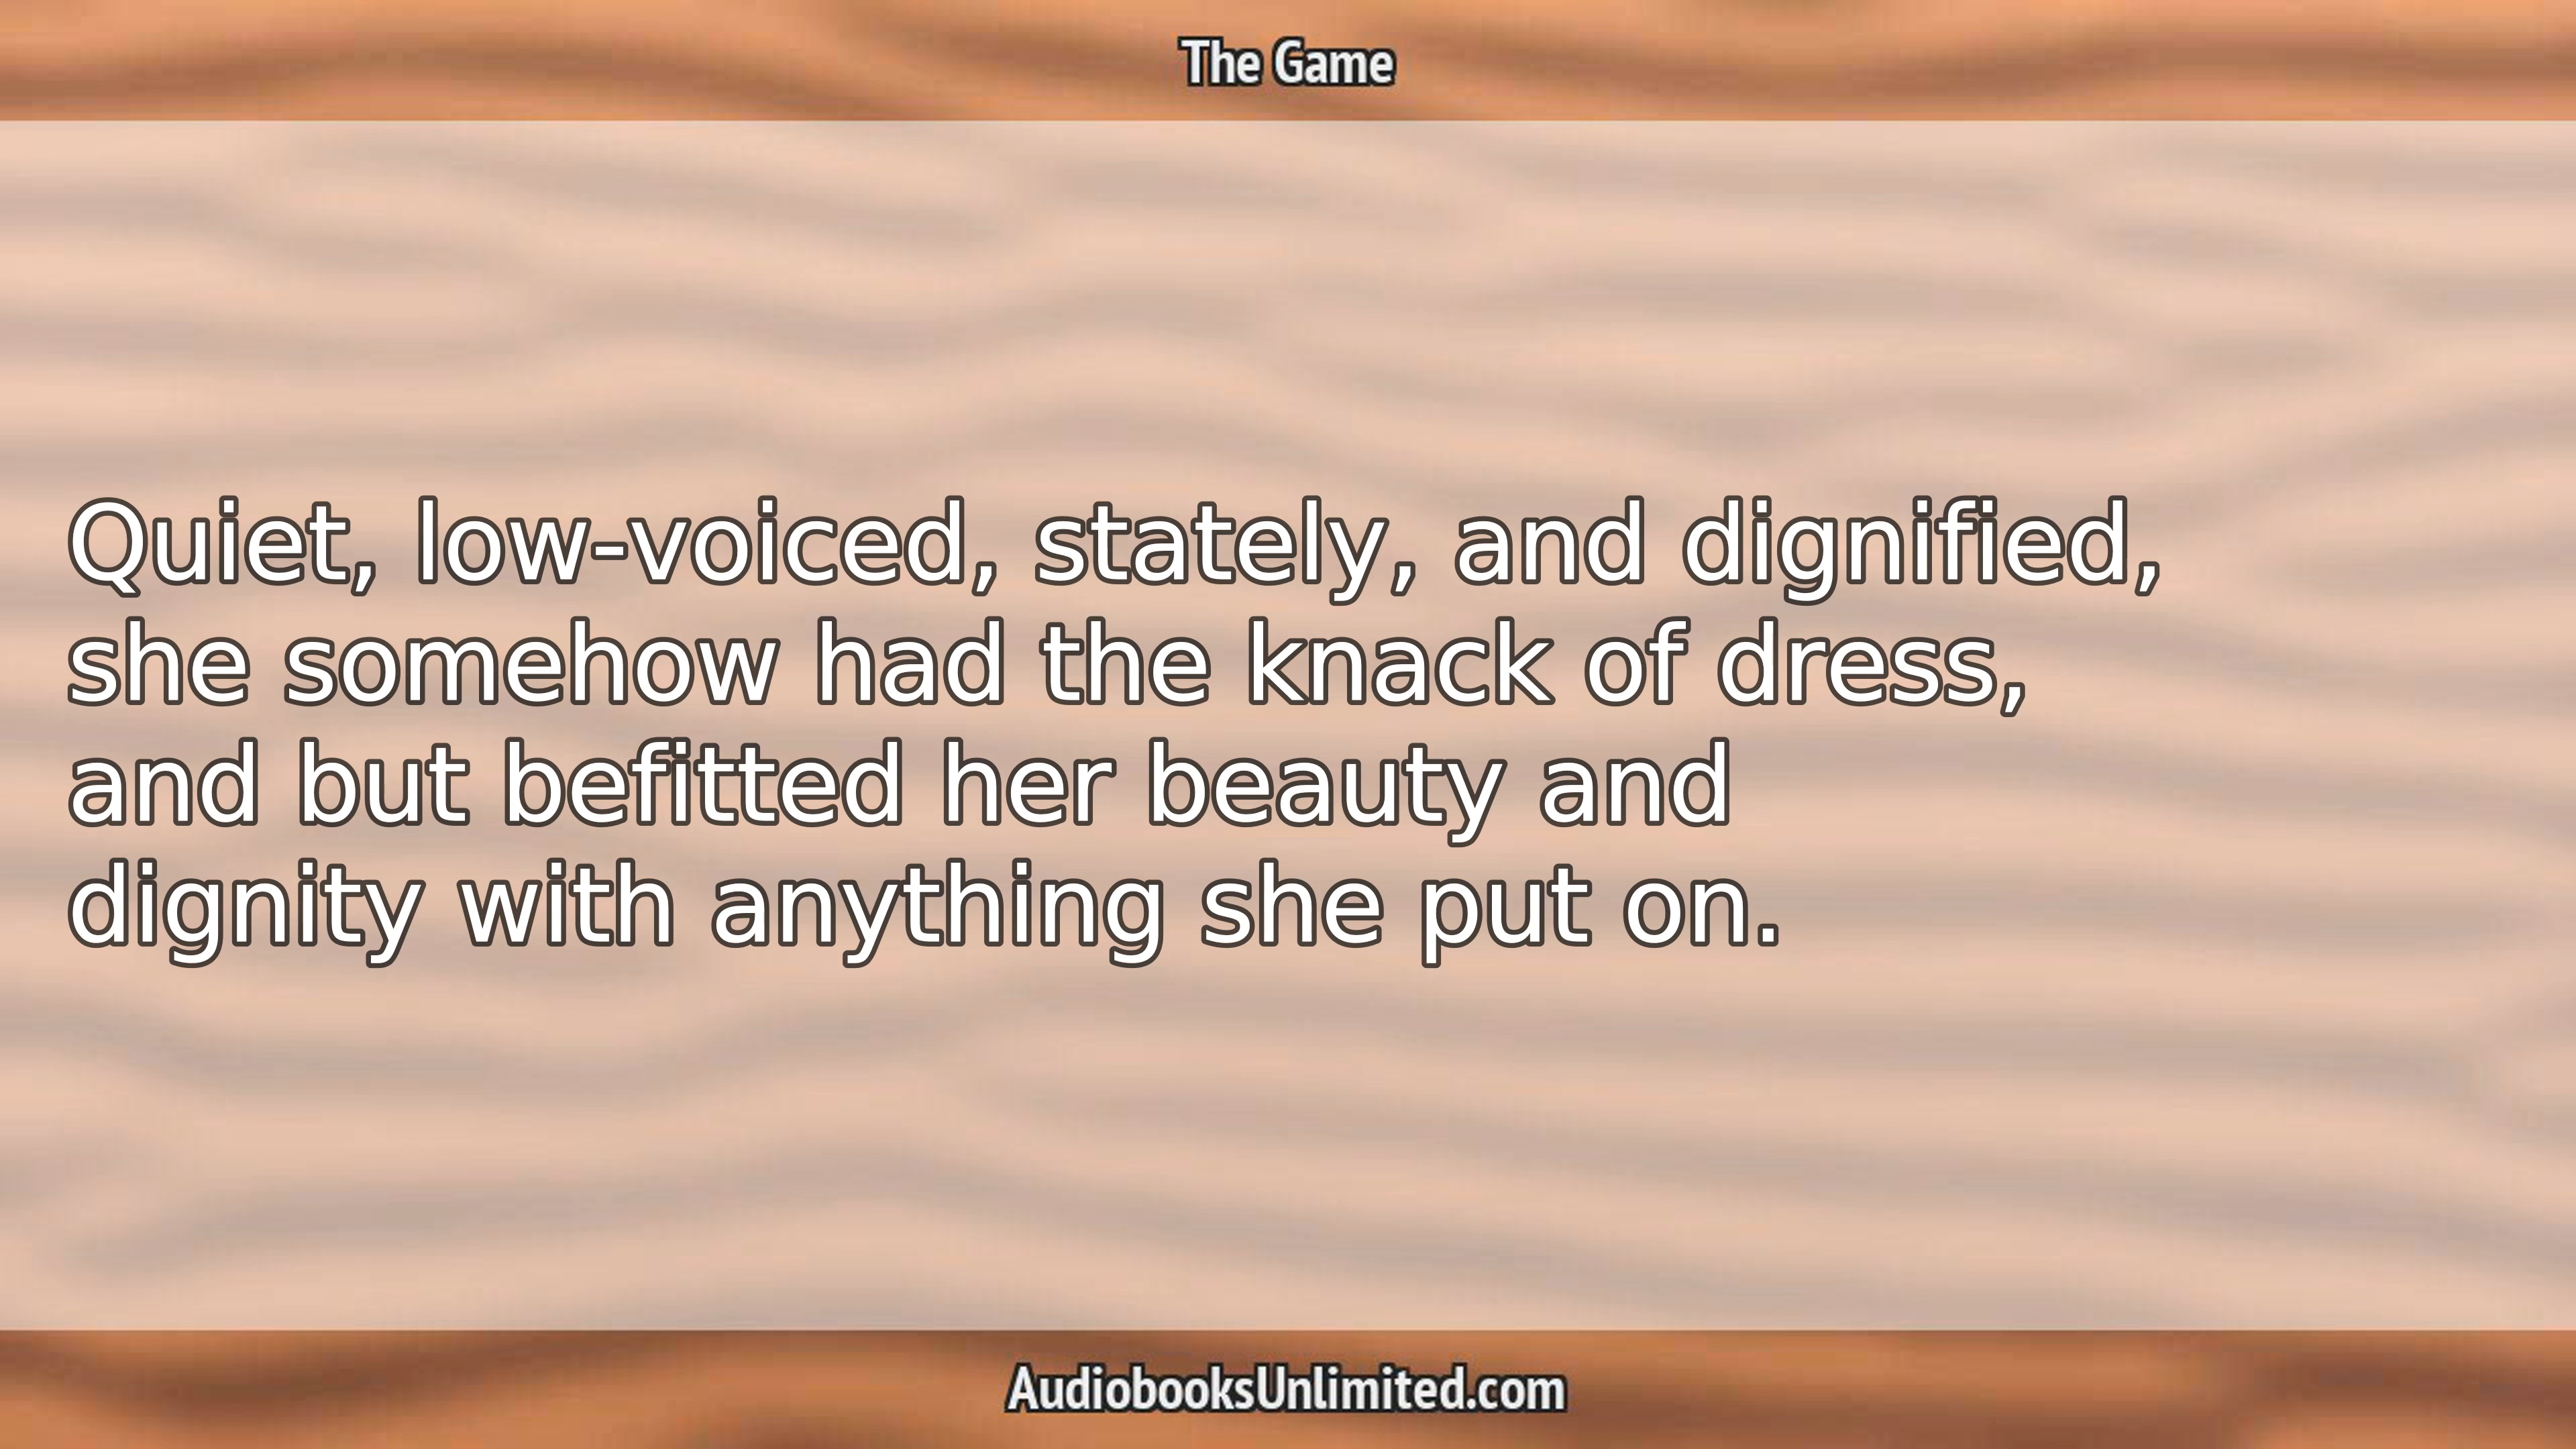 The Game
Quiet, low-voiced, stately, and dignified,
she somehow had the knack of dress,
and but befitted her beauty and
dignity with anything she put on.
AudiobooksUnlimited.com